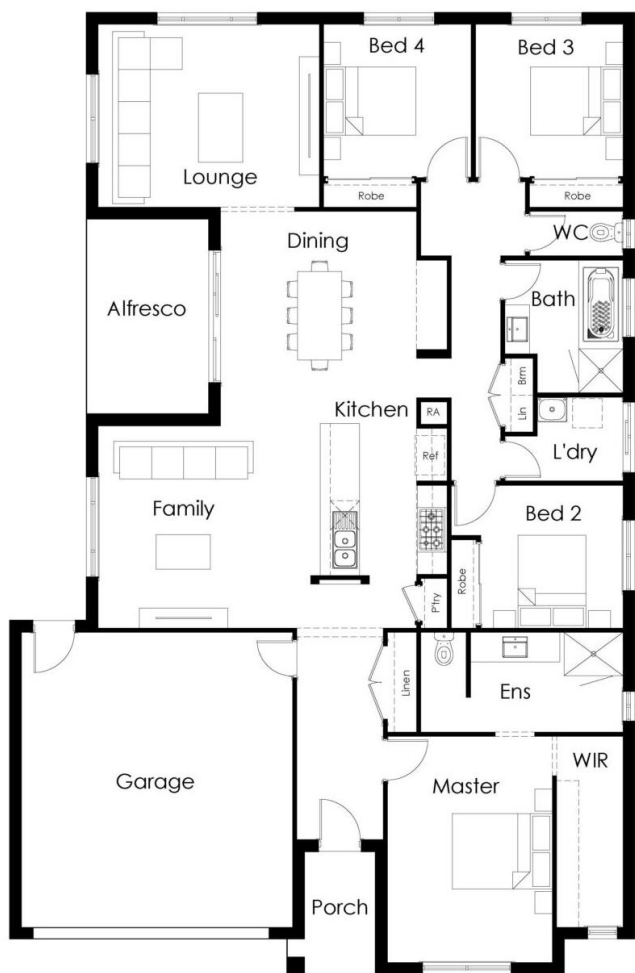 Bed 4
Bed 3
Lounge
Robe
Robe
WC
Dining
Alfresco
Bath
Brm
Kitchen
RA
Lin
Ref
L'dry
Family
Bed 2
Robe
P'try
Linen
Ens
Garage
Master
WIR
Porch